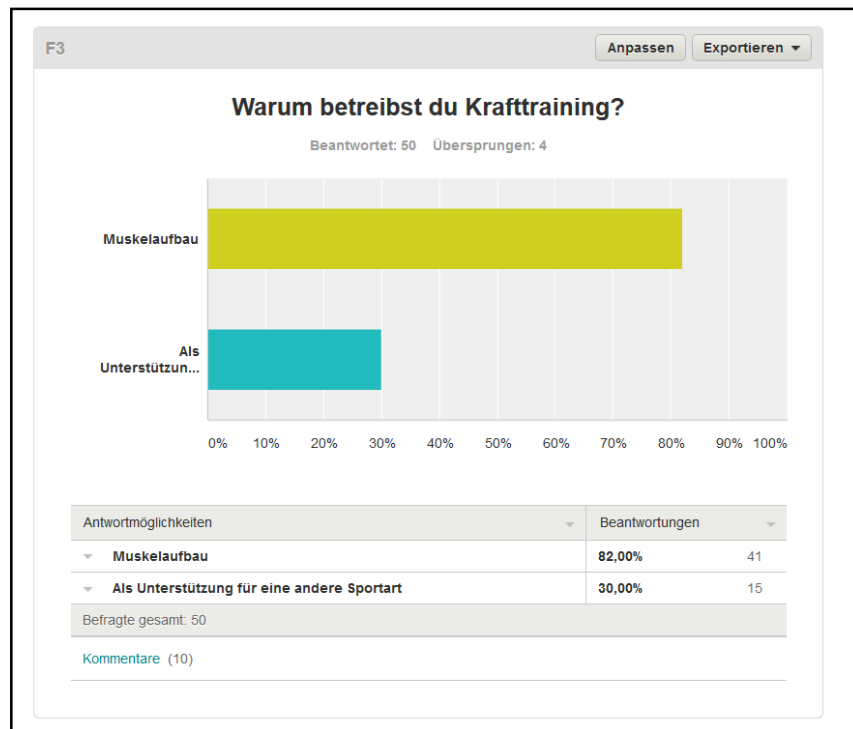 F3
Anpassen Exportieren
Warum betreibst du Krafttraining?
Beantwortet: 50 Übersprungen: 4
Muskelaufbau
Als
Unterstützun...
0% 10% 20% 30% 40% 50% 60% 70% 80% 90% 100%
Antwortmöglichkeiten Beantwortungen
Muskelaufbau 82,00% 41
Als Unterstützung für eine andere Sportart 30,00% 15
Befragte gesamt: 50
Kommentare (10)